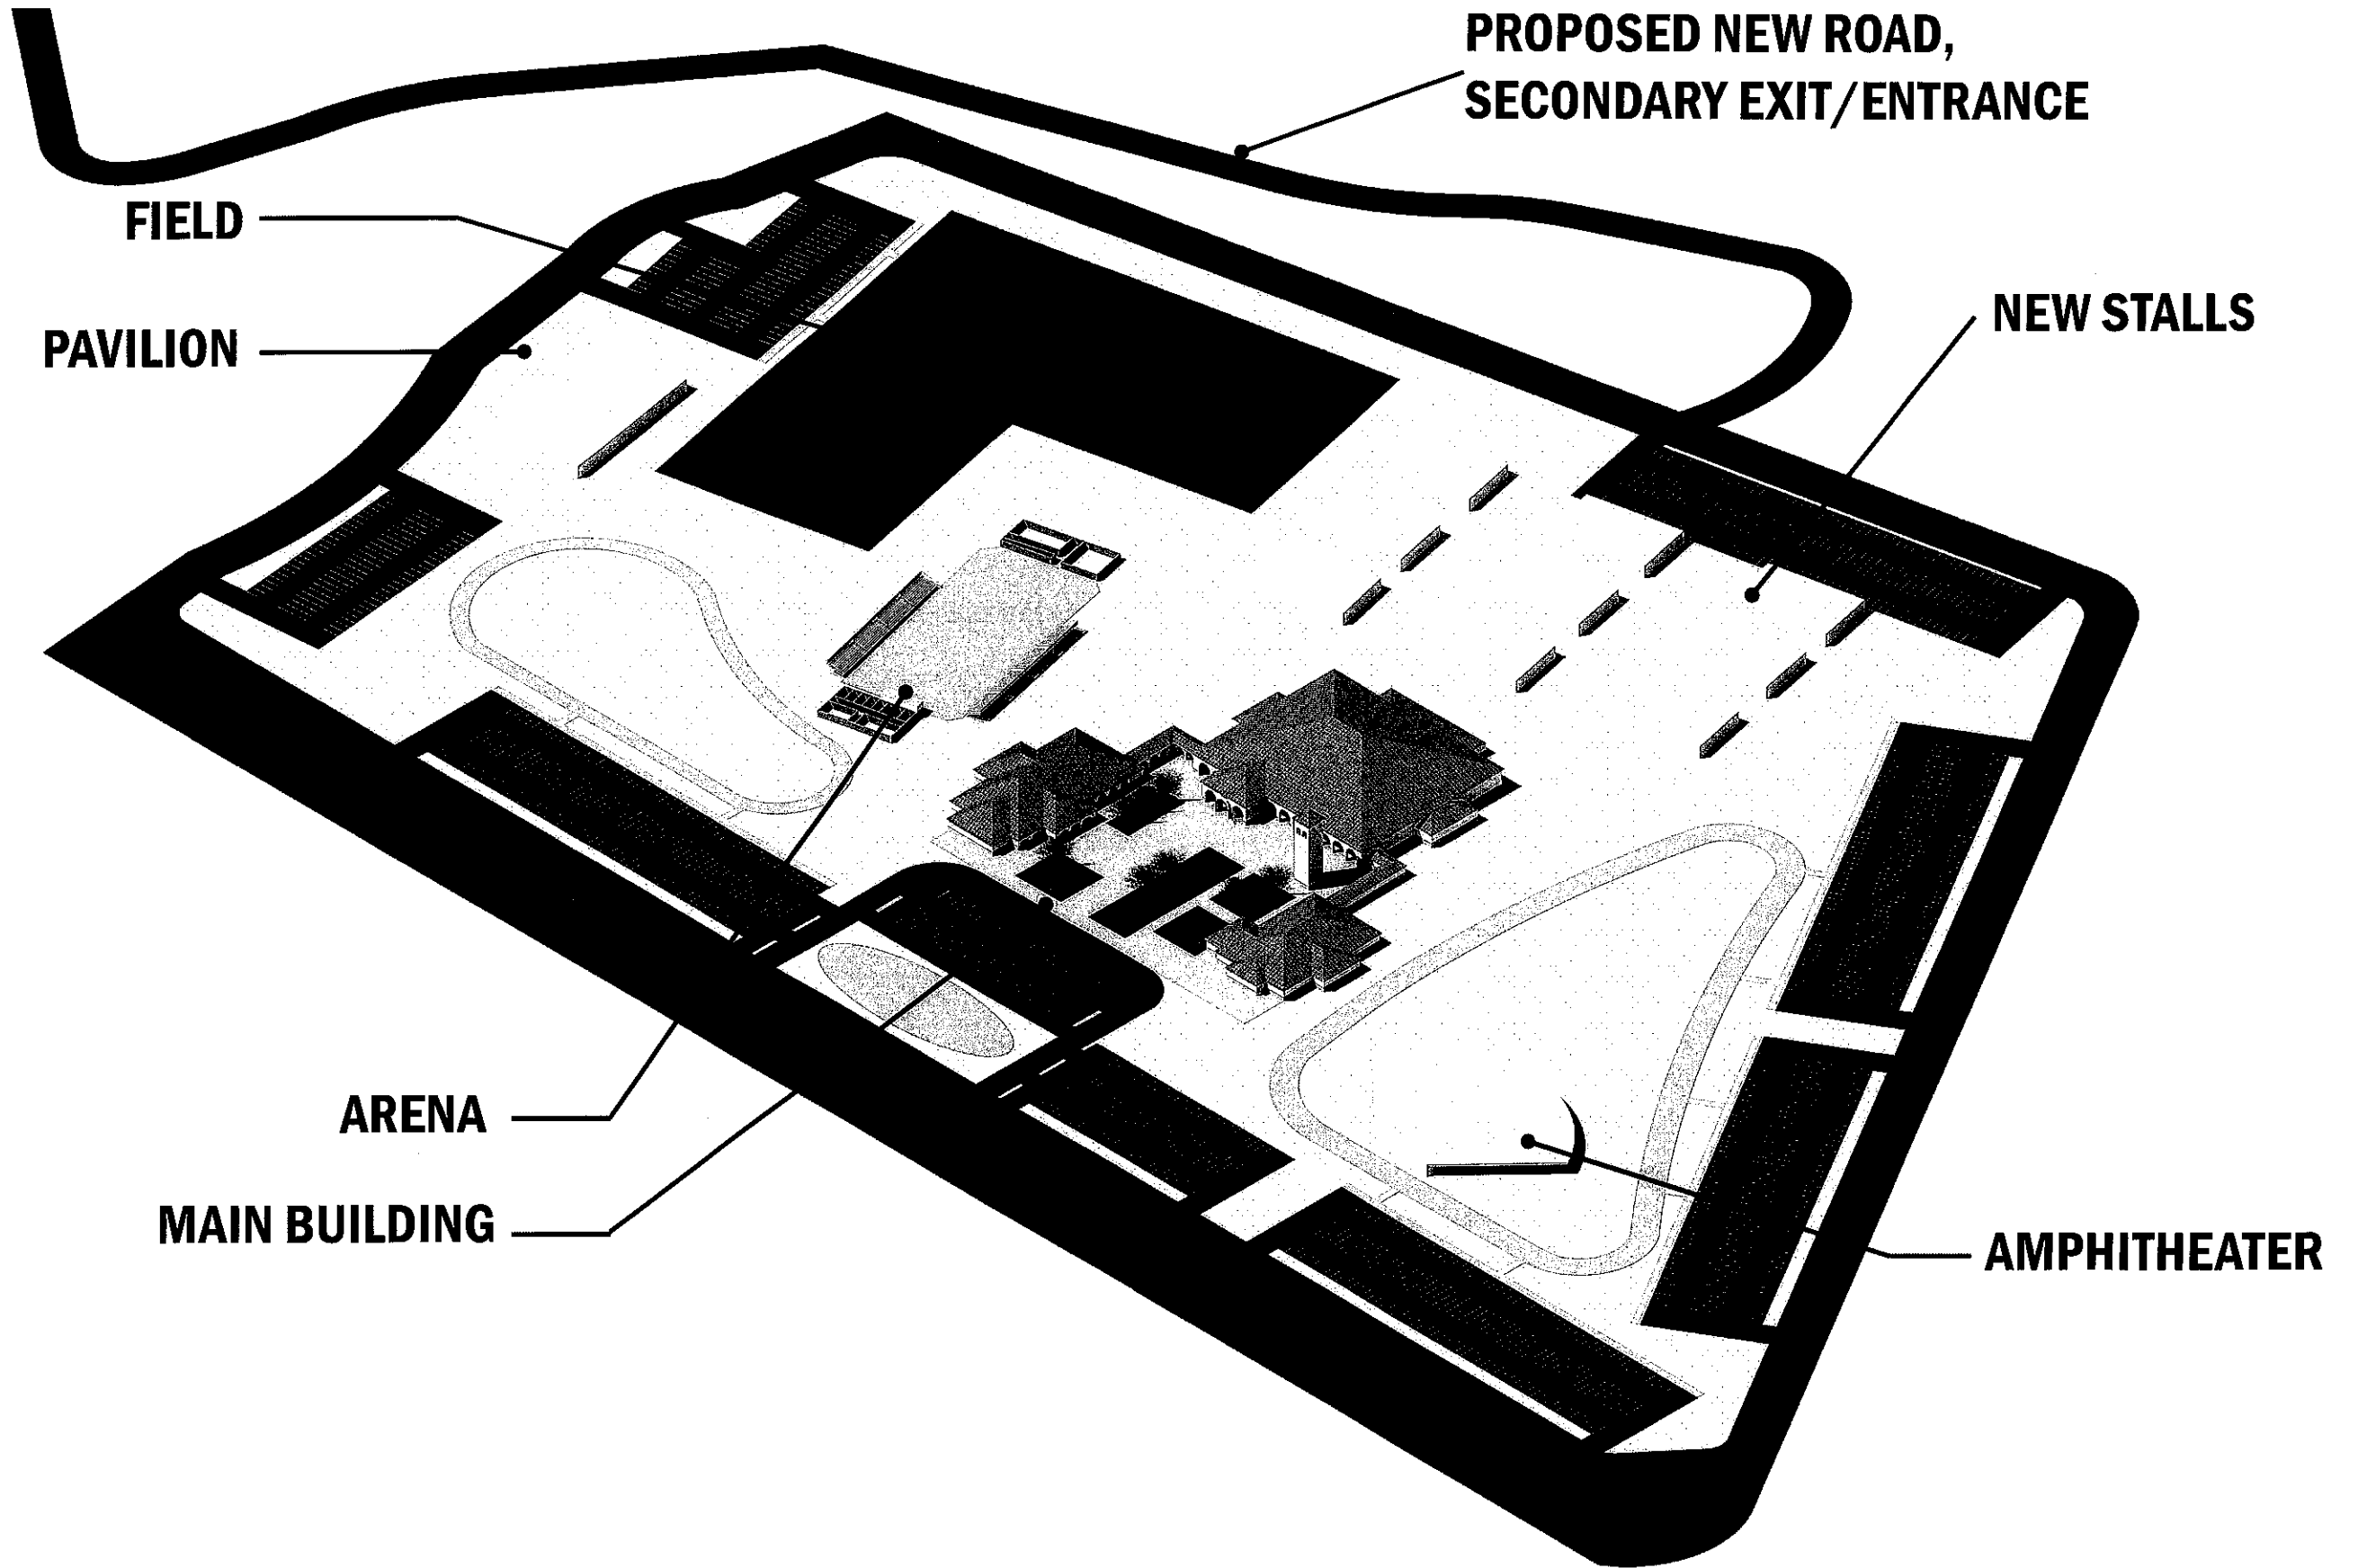 PROPOSED NEW ROAD,
SECONDARY EXIT/ENTRANCE
FIELD
NEW STALLS
PAVILION
ARENA
MAIN BUILDING
AMPHITHEATER